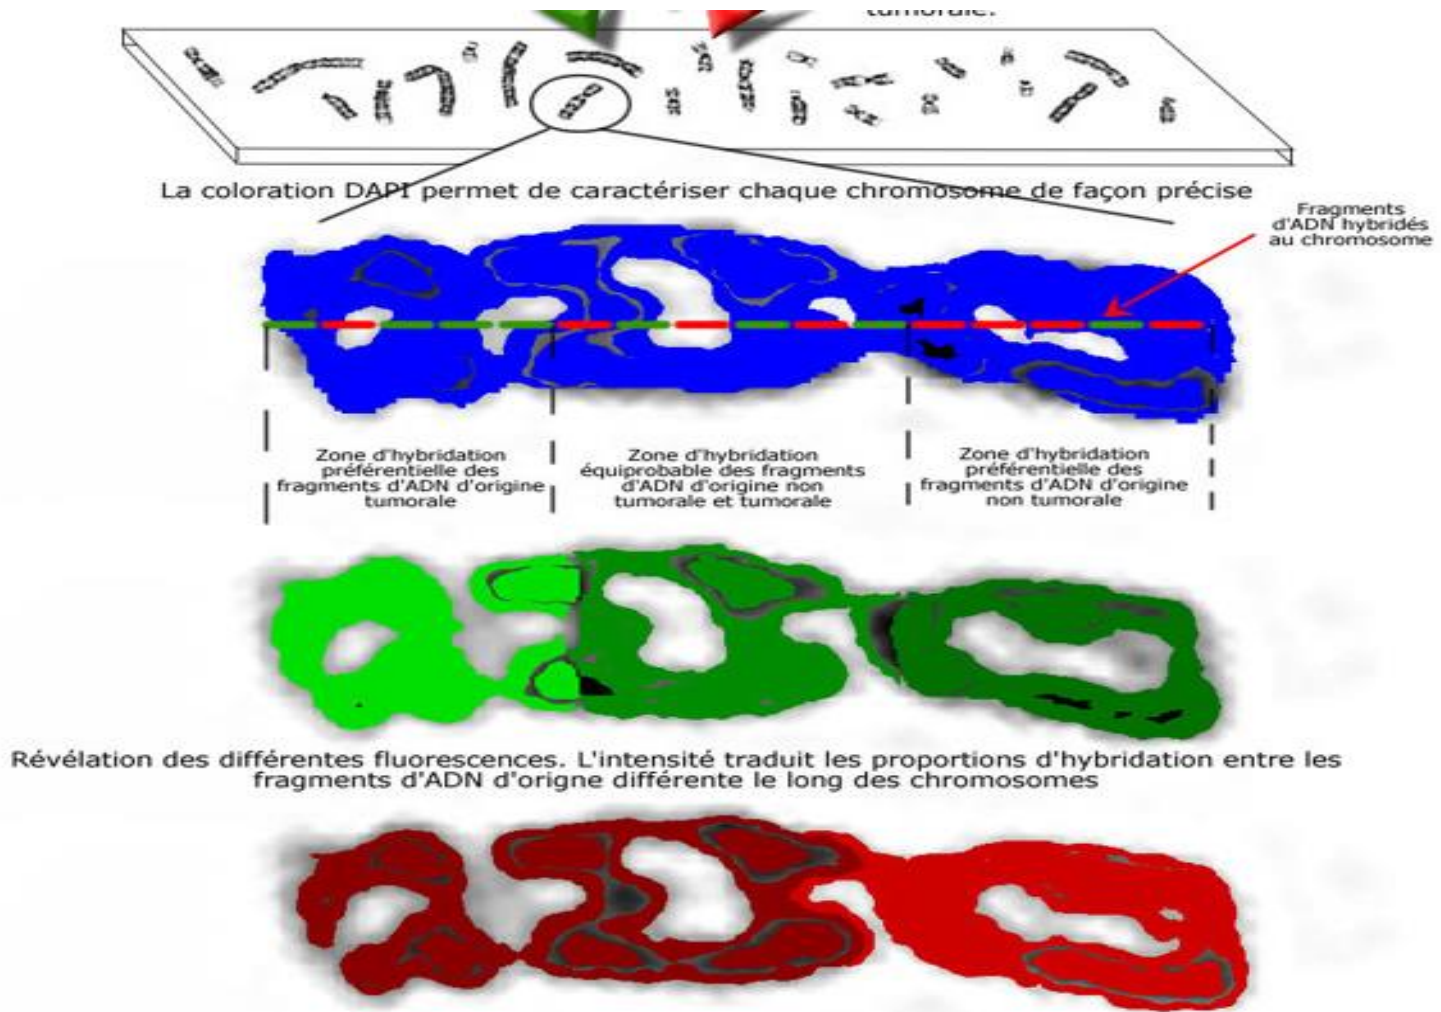 tumorale.
La coloration DAPI permet de caractériser chaque chromosome de façon précise
Fragments
d'ADN hybridés
au chromosome
Zone d'hybridation
préférentielle des
fragments d'ADN d'origine
tumorale
Zone d'hybridation
équiprobable des fragments
d'ADN d'origine non
tumorale et tumorale
Zone d'hybridation
préférentielle des
fragments d'ADN d'origine
non tumorale
Révélation des différentes fluorescences. L'intensité traduit les proportions d'hybridation entre les
fragments d'ADN d'origne différente le long des chromosomes